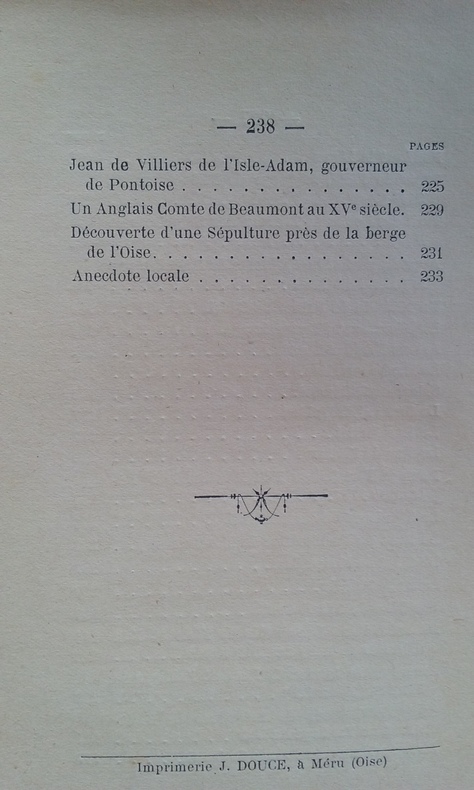 — 238 —
PAGES
Jean de Villiers de l'Isle-Adam, gouverneur
de Pontoise . . . . . . . . . . . . . . . 225
Un Anglais Comte de Beaumont au XVe siècle. 229
Découverte d'une Sépulture près de la berge
de l'Oise. . . . . . . . . . . . . . . . 231
Anecdote locale . . . . . . . . . . . . . 233
Imprimerie J. DOUCE, à Méru (Oise)